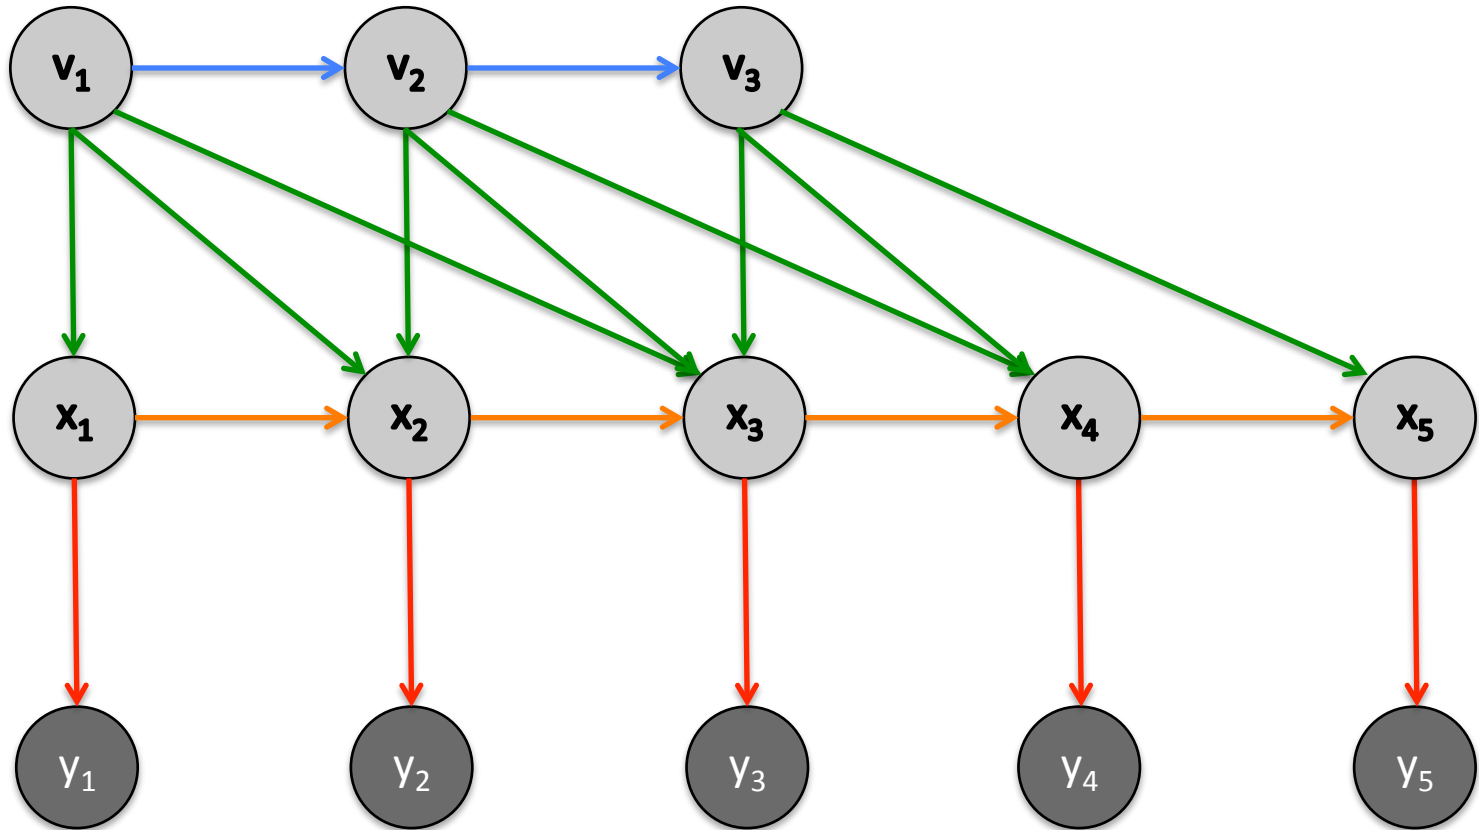 v₁ v₂ v₃
x₁ x₂ x₃ x₄ x₅
y₁ y₂ y₃ y₄ y₅